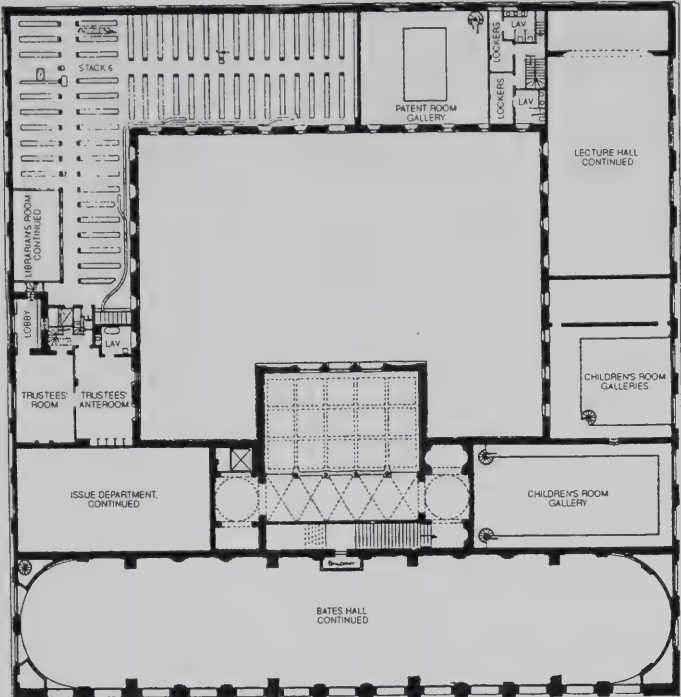 STACK 6
PATENT ROOM
GALLERY
LOCKERS
LAV
LOCKERS
LAV
LECTURE HALL
CONTINUED
LIBRARIAN'S ROOM
CONTINUED
LOBBY
LAV
TRUSTEES'
ROOM
TRUSTEES'
ANTEROOM
CHILDREN'S ROOM
GALLERIES
ISSUE DEPARTMENT,
CONTINUED
CHILDREN'S ROOM
GALLERY
BALCONY
BATES HALL
CONTINUED